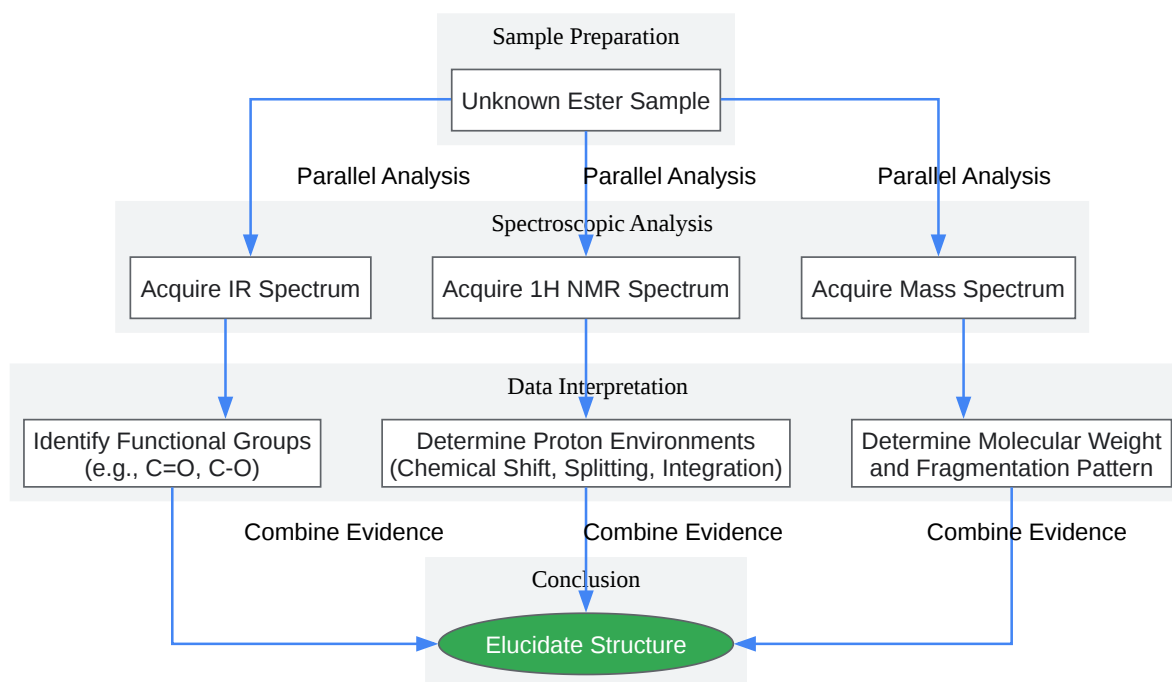 Sample Preparation
Unknown Ester Sample
Parallel Analysis
Parallel Analysis
Parallel Analysis
Spectroscopic Analysis
Acquire IR Spectrum
Acquire 1H NMR Spectrum
Acquire Mass Spectrum
Data Interpretation
Identify Functional Groups
(e.g., C=O, C-O)
Determine Proton Environments
(Chemical Shift, Splitting, Integration)
Determine Molecular Weight
and Fragmentation Pattern
Combine Evidence
Combine Evidence
Combine Evidence
Conclusion
Elucidate Structure